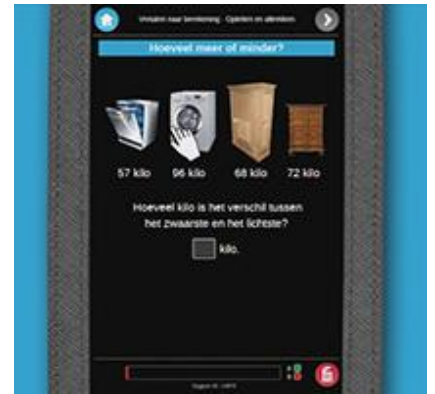 Vertalen naar berekening - Optellen en aftrekken
Hoeveel meer of minder?
57 kilo 96 kilo 68 kilo 72 kilo
Hoeveel kilo is het verschil tussen
het zwaarste en het lichtste?
kilo.